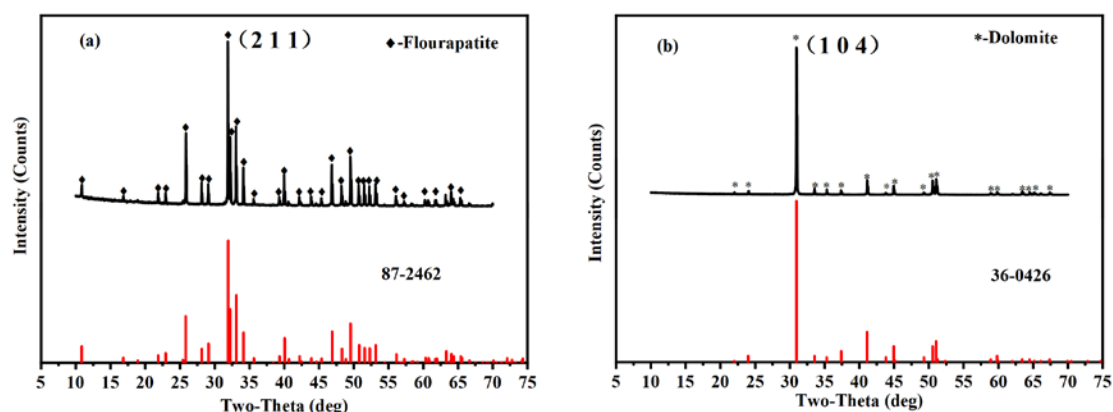 (a)
（2 1 1）
◆-Flourapatite
Intensity (Counts)
87-2462
5 10 15 20 25 30 35 40 45 50 55 60 65 70 75
Two-Theta (deg)
(b)
（1 0 4）
*-Dolomite
Intensity (Counts)
36-0426
5 10 15 20 25 30 35 40 45 50 55 60 65 70 75
Two-Theta (deg)